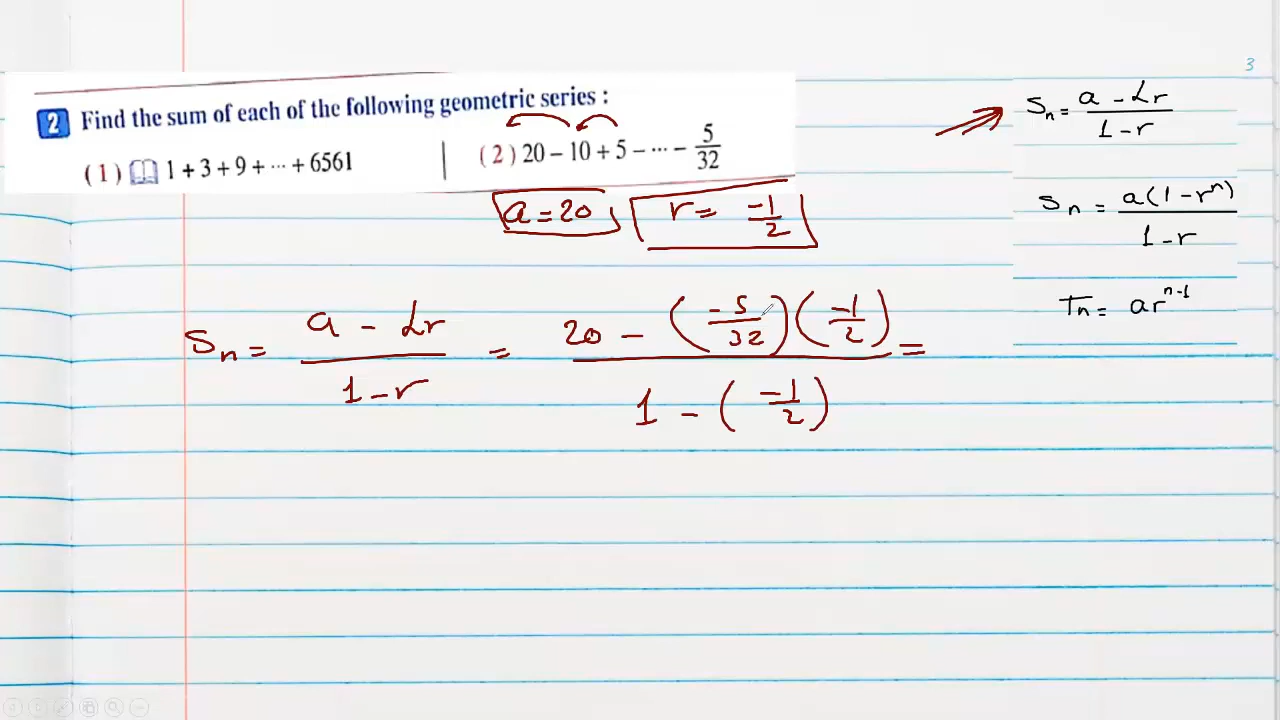 3
2 Find the sum of each of the following geometric series :
(1) 1 + 3 + 9 + ... + 6561
(2) 20 − 10 + 5 − ... − 5/32
a = 20
r = -1/2
Sn = (a - Lr)/(1 - r) = (20 - (-5/32)(-1/2))/(1 - (-1/2)) =
Sn = (a - Lr)/(1 - r)
Sn = a(1 - r^n)/(1 - r)
Tn = ar^(n-1)